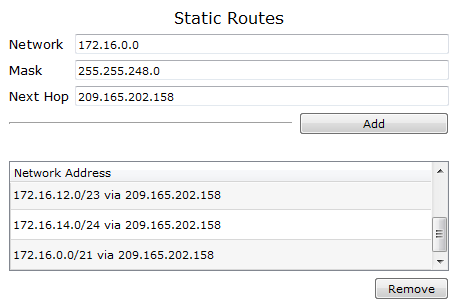 Static Routes
Network 172.16.0.0
Mask 255.255.248.0
Next Hop 209.165.202.158
Add
Network Address
172.16.12.0/23 via 209.165.202.158
172.16.14.0/24 via 209.165.202.158
172.16.0.0/21 via 209.165.202.158
Remove